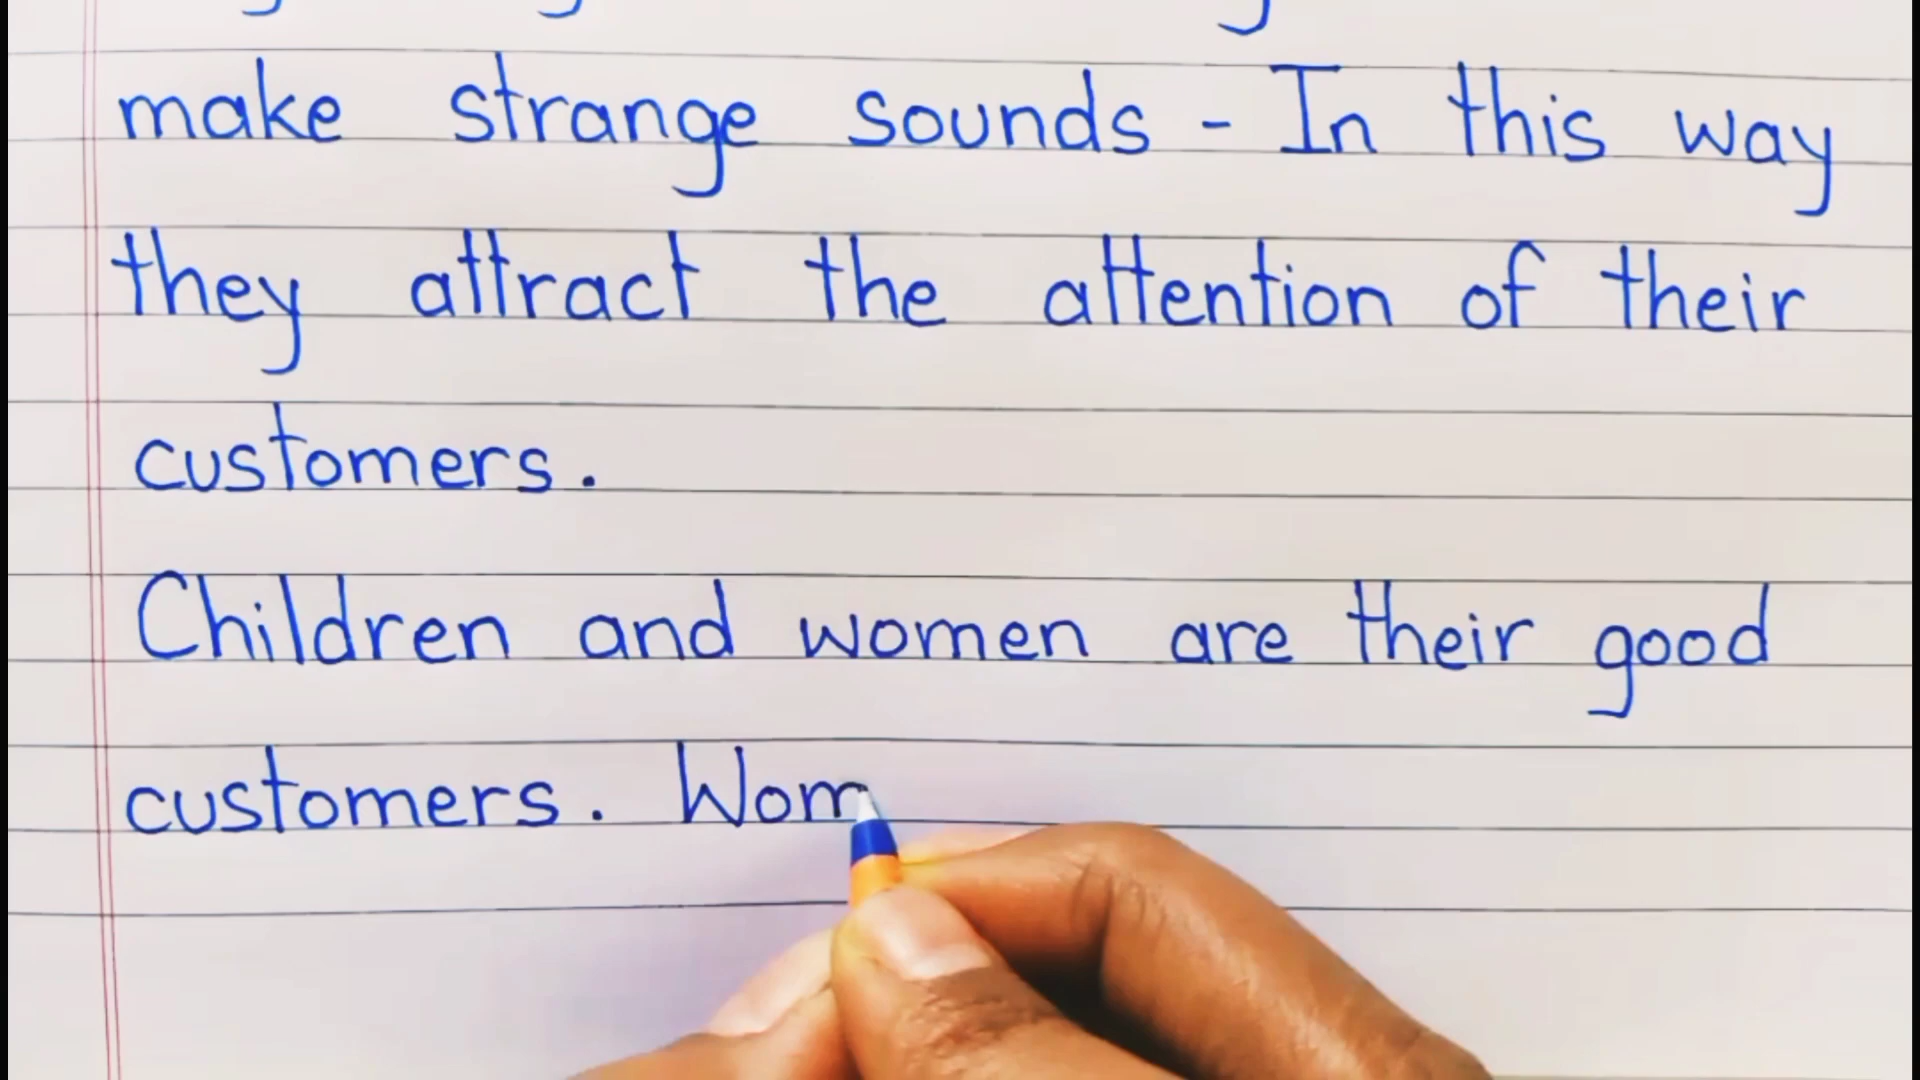 make strange sounds - In this way
they attract the attention of their
customers.
Children and women are their good
customers. Wom